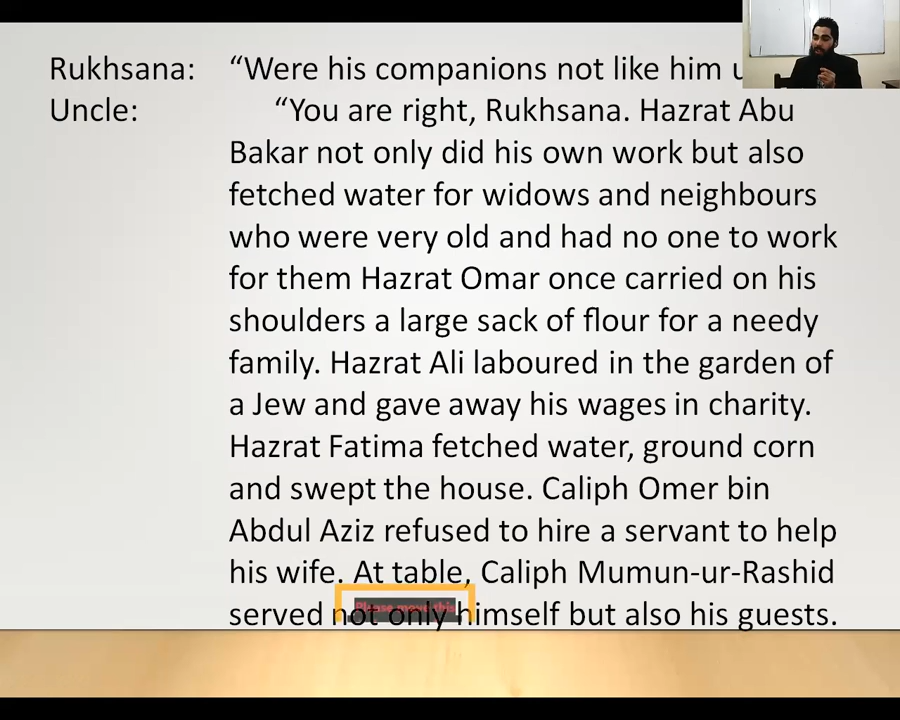 Rukhsana: “Were his companions not like him
Uncle: “You are right, Rukhsana. Hazrat Abu
Bakar not only did his own work but also
fetched water for widows and neighbours
who were very old and had no one to work
for them Hazrat Omar once carried on his
shoulders a large sack of flour for a needy
family. Hazrat Ali laboured in the garden of
a Jew and gave away his wages in charity.
Hazrat Fatima fetched water, ground corn
and swept the house. Caliph Omer bin
Abdul Aziz refused to hire a servant to help
his wife. At table, Caliph Mumun-ur-Rashid
served not only himself but also his guests.
Please move this